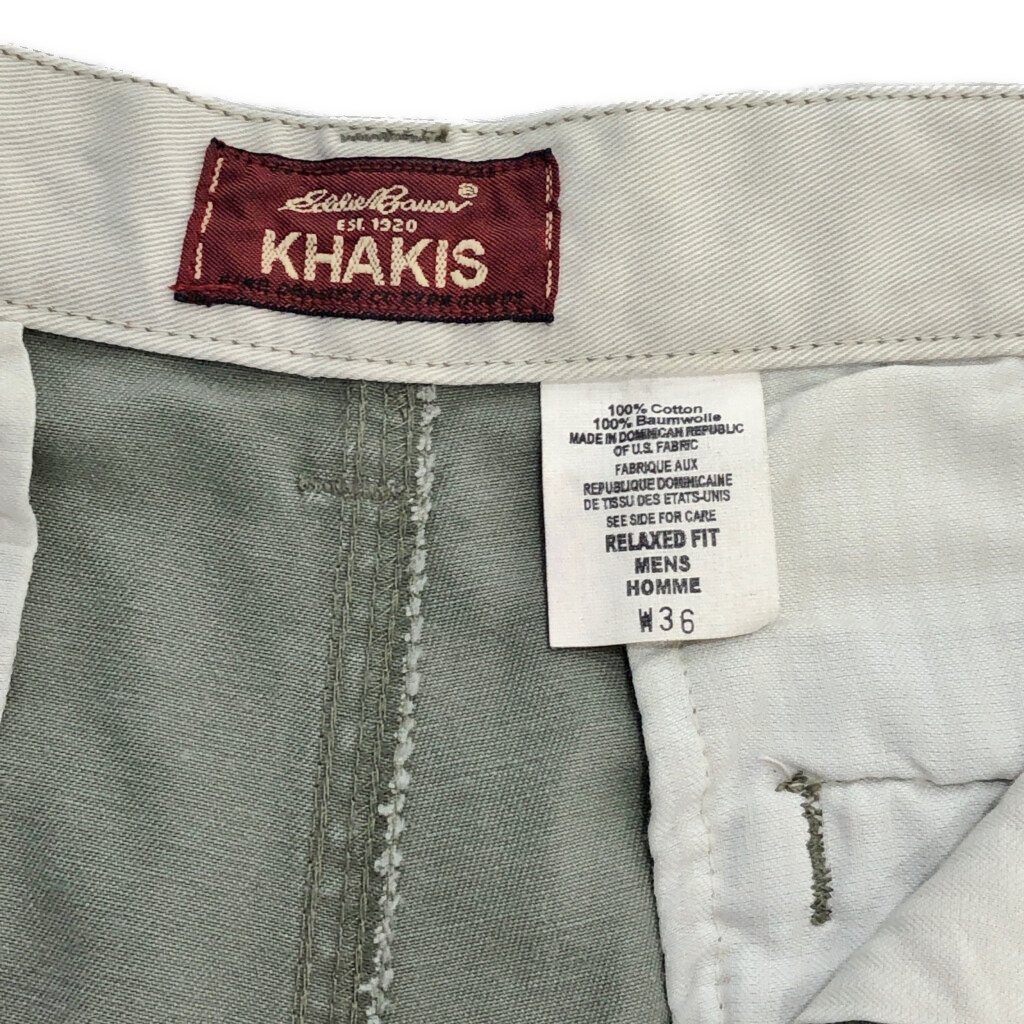 Eddie Bauer®
EST. 1920
KHAKIS
100% Cotton
100% Baumwolle
MADE IN DOMINICAN REPUBLIC
OF U.S. FABRIC
FABRIQUE AUX
REPUBLIQUE DOMINICAINE
DE TISSU DES ETATS-UNIS
SEE SIDE FOR CARE
RELAXED FIT
MENS
HOMME
W36